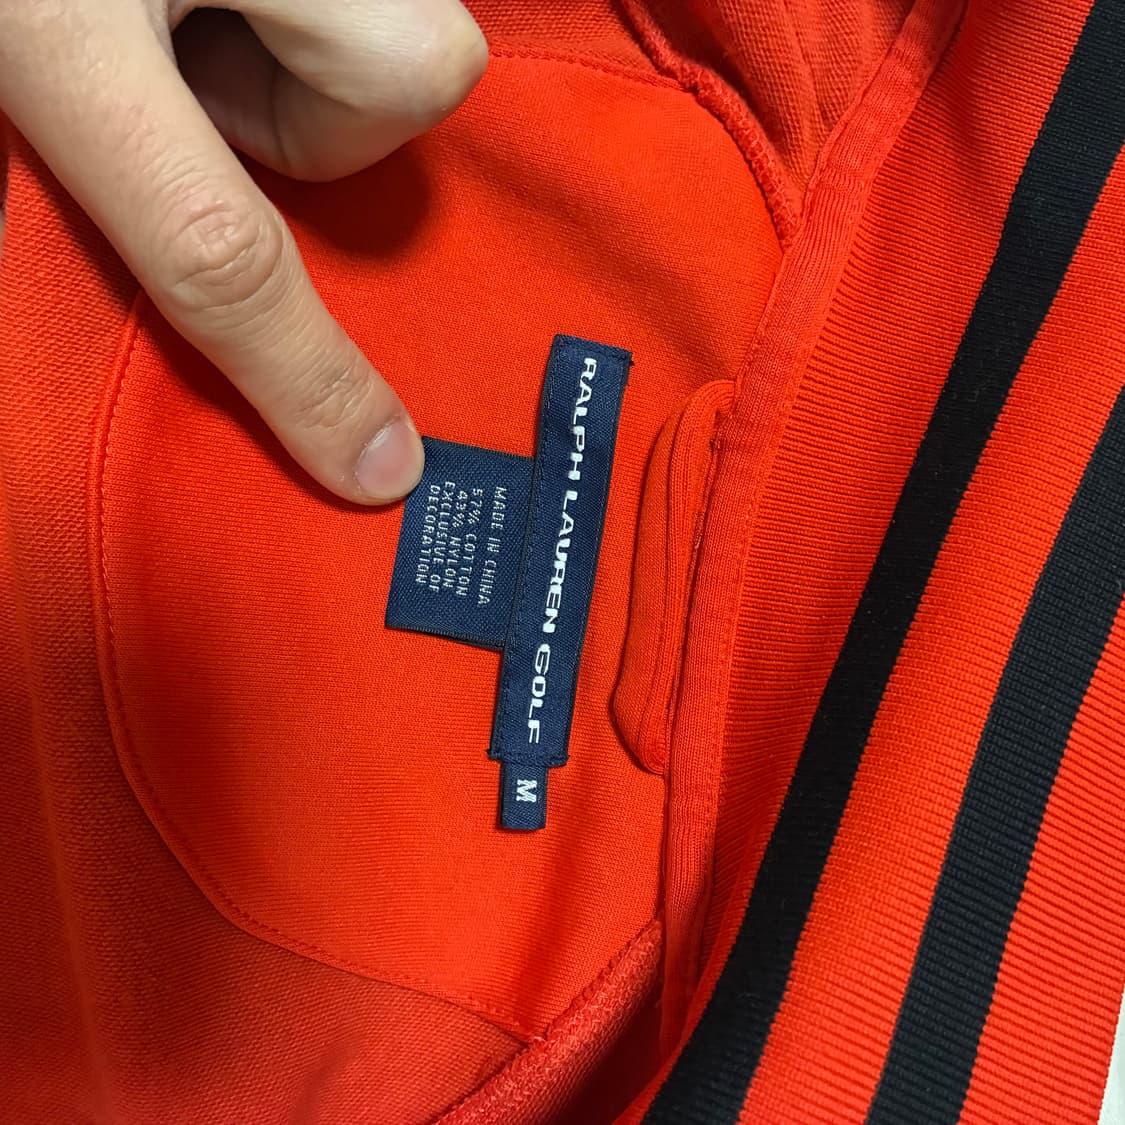 RALPH LAUREN GOLF
M
MADE IN CHINA
57% COTTON
43% NYLON
EXCLUSIVE OF
DECORATION